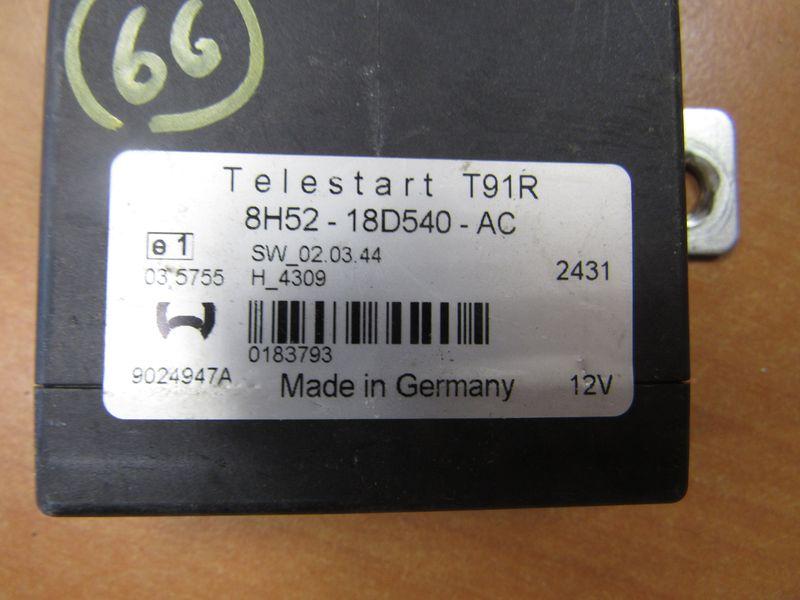 66
Telestart T91R
8H52 - 18D540 - AC
e1
SW_02.03.44
03 5755
H_4309
2431
0183793
9024947A
Made in Germany
12V